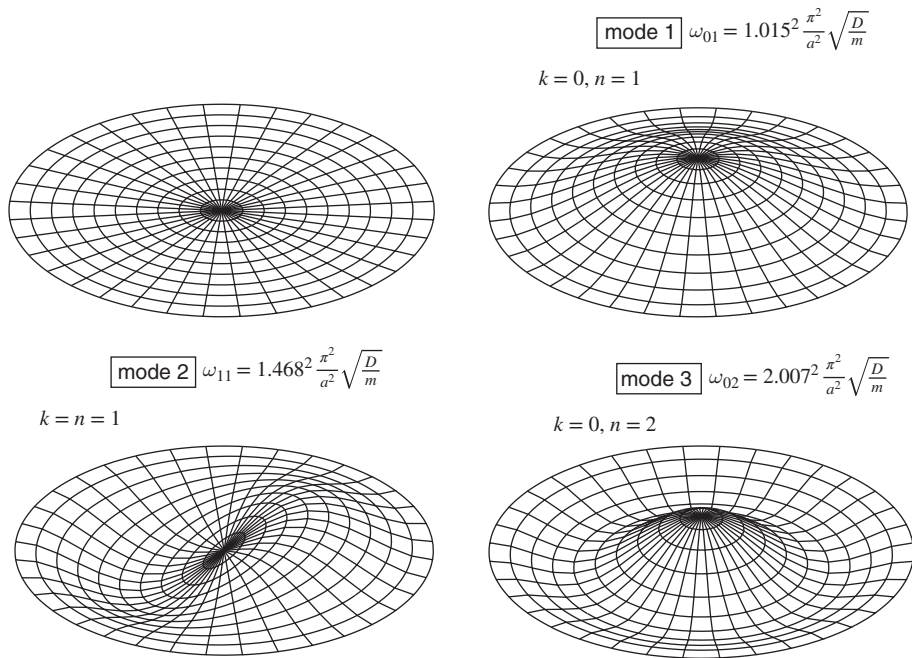 mode 1 ω₀₁ = 1.015² π²/a² √(D/m)
k = 0, n = 1
mode 2 ω₁₁ = 1.468² π²/a² √(D/m)
k = n = 1
mode 3 ω₀₂ = 2.007² π²/a² √(D/m)
k = 0, n = 2